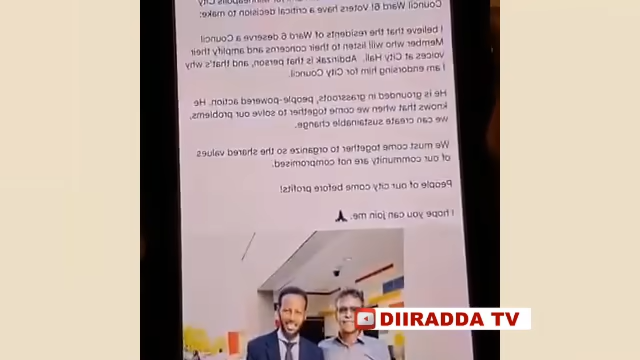 Council Ward 6! Voters have a critical decision to make:
I believe that the residents of Ward 6 deserve a Council
Member who will listen to their concerns and amplify their
voices at City Hall. Abdirizak is that person, and that's why
I am endorsing him for City Council.
He is grounded in grassroots, people-powered action. He
knows that when we come together to solve our problems,
we can create sustainable change.
We must come together to organize so the shared values
of our community are not compromised.
People of our city come before profits!
I hope you can join me. 🙏
DIIRADDA TV